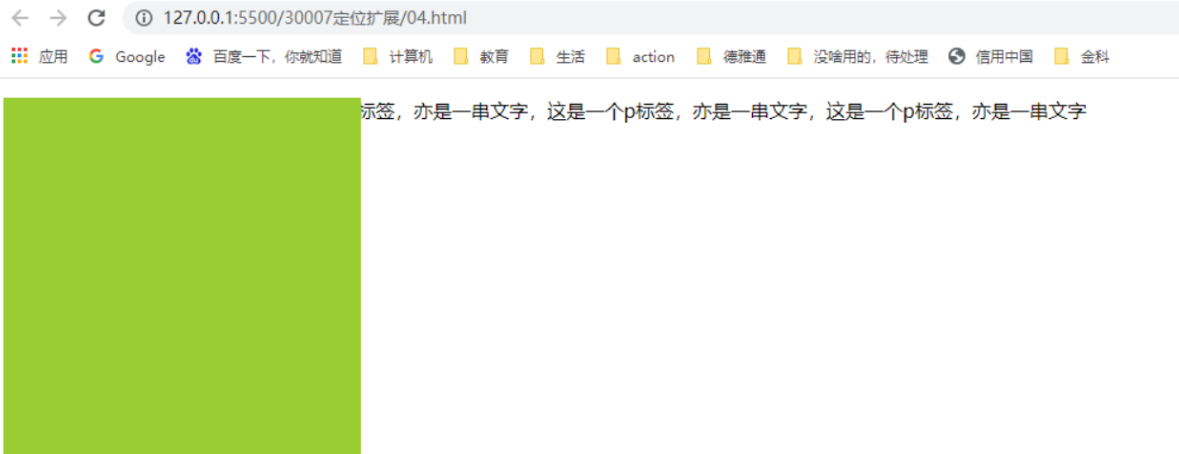 127.0.0.1:5500/30007定位扩展/04.html
应用 Google 百度一下，你就知道 计算机 教育 生活 action 德雅通 没啥用的，待处理 信用中国 金科
标签，亦是一串文字，这是一个p标签，亦是一串文字，这是一个p标签，亦是一串文字